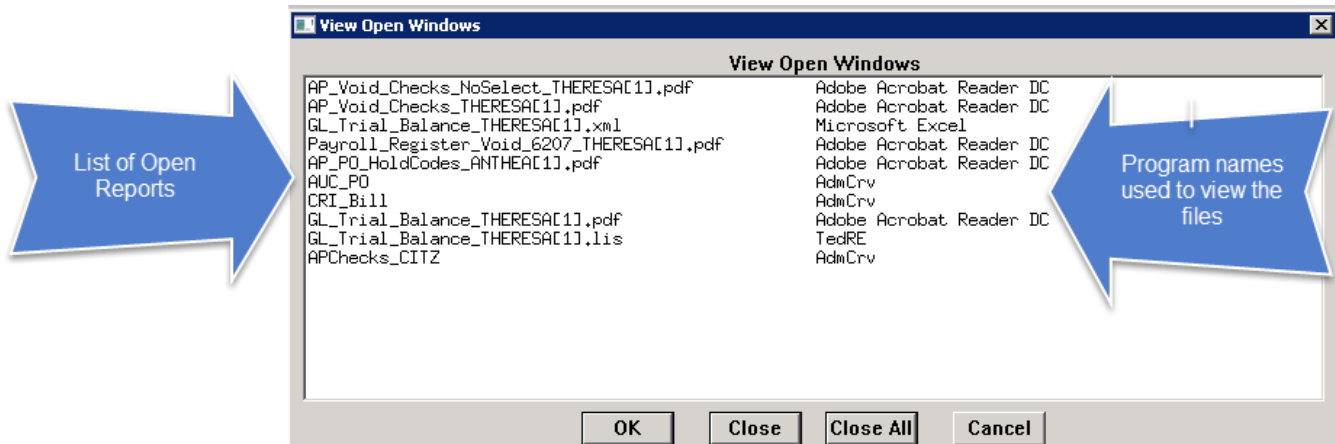 View Open Windows
View Open Windows
AP_Void_Checks_NoSelect_THERESA[1].pdf Adobe Acrobat Reader DC
AP_Void_Checks_THERESA[1].pdf Adobe Acrobat Reader DC
GL_Trial_Balance_THERESA[1].xml Microsoft Excel
Payroll_Register_Void_6207_THERESA[1].pdf Adobe Acrobat Reader DC
AP_PO_HoldCodes_ANTHEA[1].pdf Adobe Acrobat Reader DC
AUC_PO AdmCrv
CRI_Bill AdmCrv
GL_Trial_Balance_THERESA[1].pdf Adobe Acrobat Reader DC
GL_Trial_Balance_THERESA[1].lis TedRE
APChecks_CITZ AdmCrv
List of Open
Reports
Program names
used to view the
files
OK Close Close All Cancel